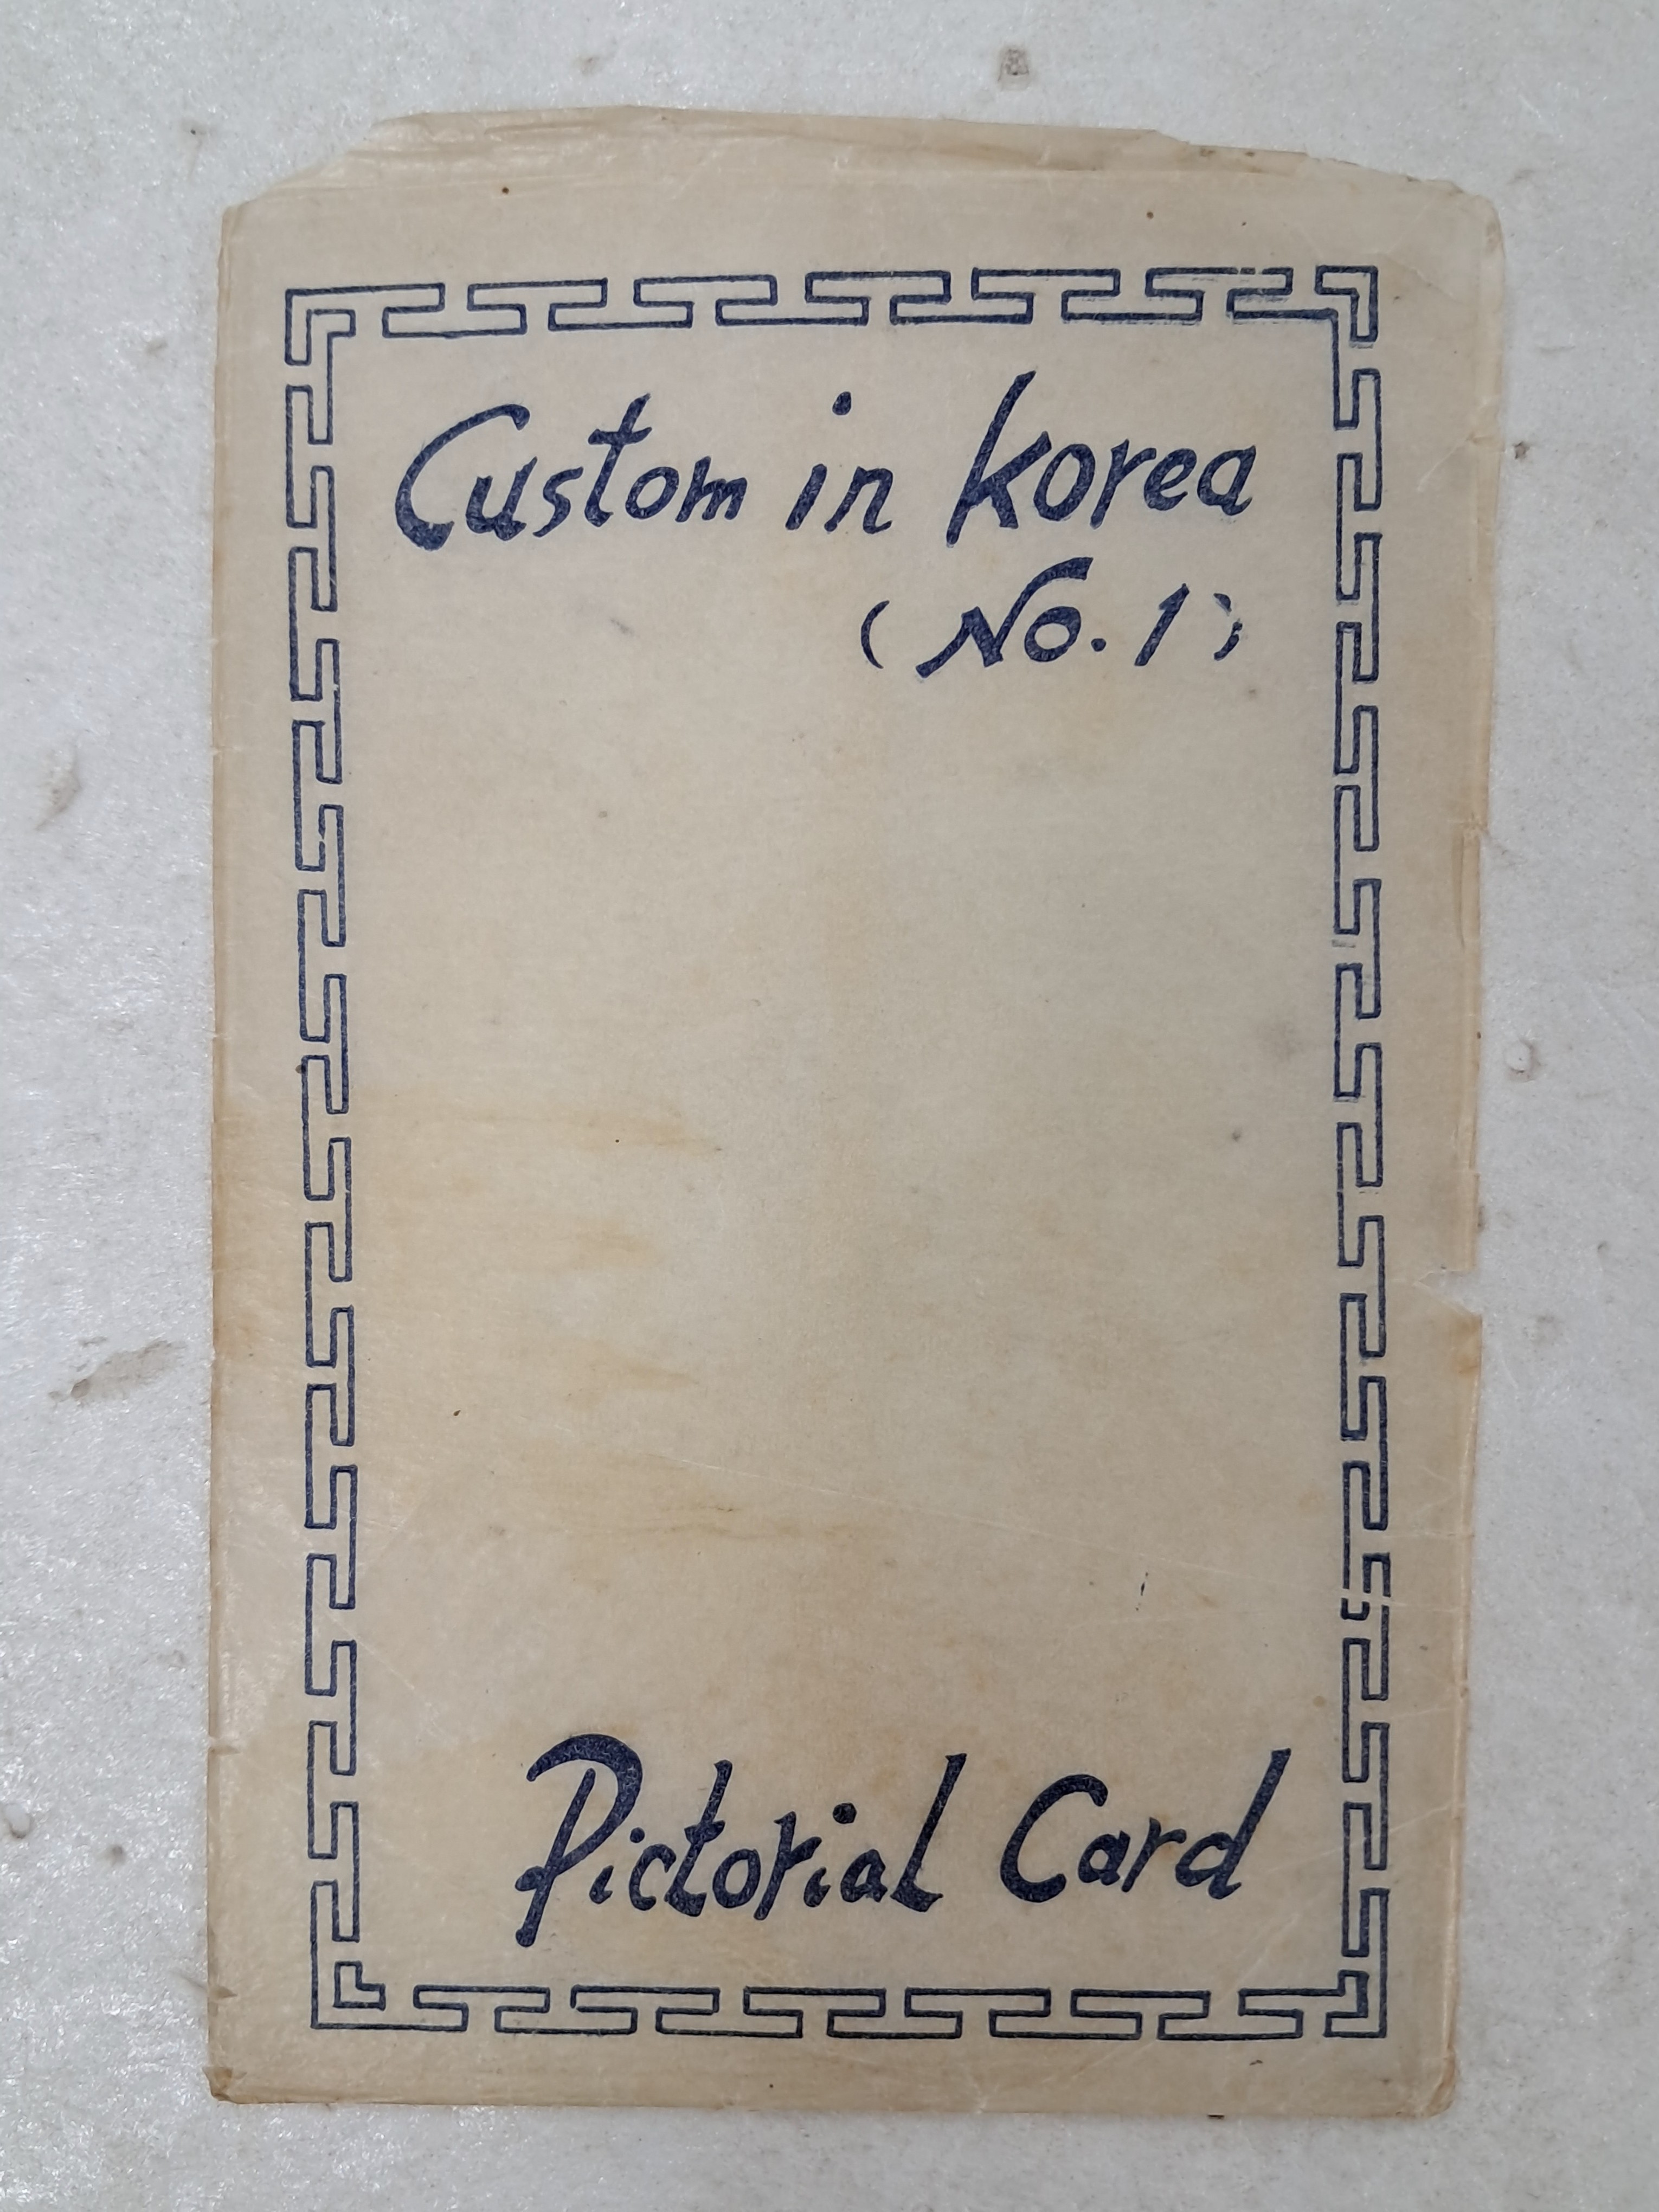 Custom in korea
(No. 1)
Pictorial Card